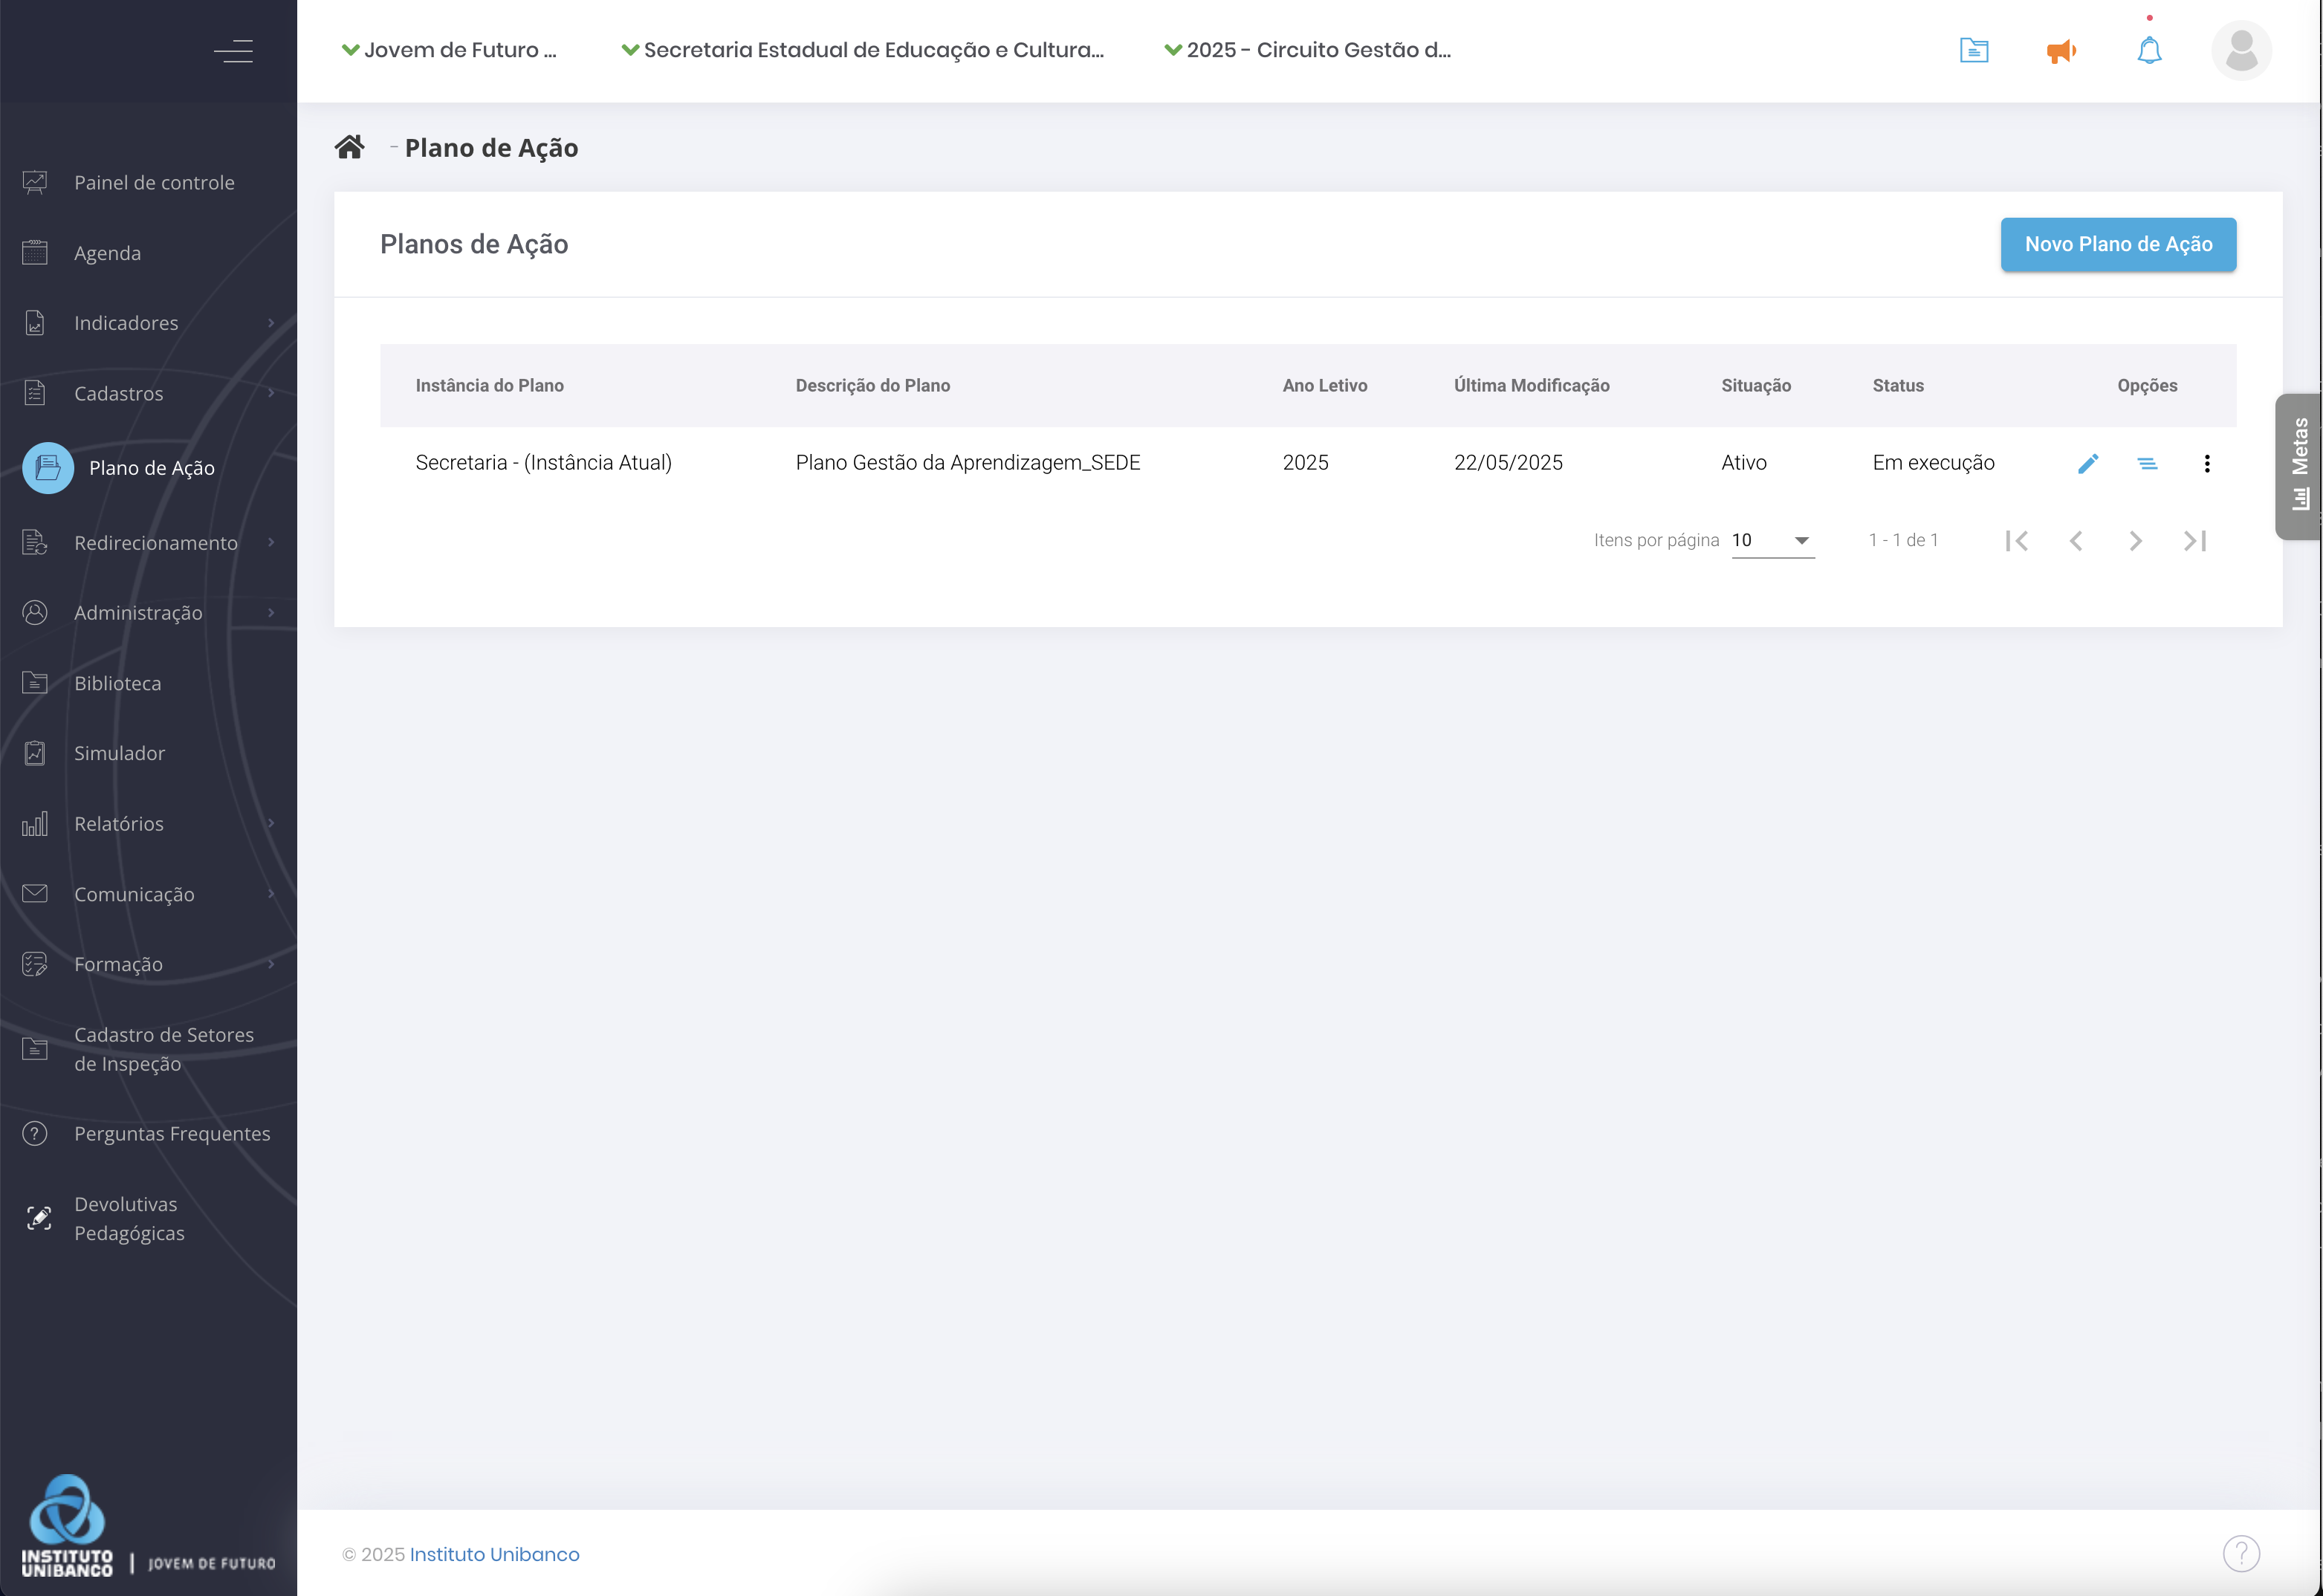 Jovem de Futuro ...
Secretaria Estadual de Educação e Cultura...
2025 - Circuito Gestão d...
Painel de controle
Agenda
Indicadores
Cadastros
Plano de Ação
Redirecionamento
Administração
Biblioteca
Simulador
Relatórios
Comunicação
Formação
Cadastro de Setores
de Inspeção
Perguntas Frequentes
Devolutivas
Pedagógicas
INSTITUTO
UNIBANCO | JOVEM DE FUTURO
- Plano de Ação
Planos de Ação
Novo Plano de Ação
Instância do Plano Descrição do Plano Ano Letivo Última Modificação Situação Status Opções
Secretaria - (Instância Atual) Plano Gestão da Aprendizagem_SEDE 2025 22/05/2025 Ativo Em execução
Itens por página 10 1 - 1 de 1
Metas
© 2025 Instituto Unibanco
?